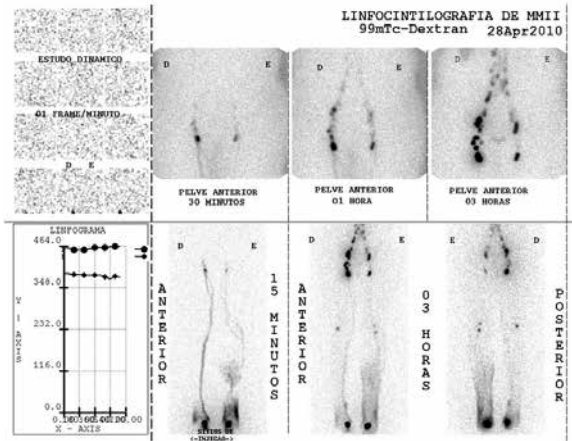 LINFOCINTILOGRAFIA DE MMII
99mTc-Dextran 28Apr2010
ESTUDO DINAMICO
01 FRAME/MINUTO
D E
D E
D E
D E
PELVE ANTERIOR
30 MINUTOS
PELVE ANTERIOR
01 HORA
PELVE ANTERIOR
03 HORAS
LINFOGRAMA
464.0
340.0
232.0
116.0
0.0
X - AXIS
D E
ANTERIOR
15 MINUTOS
D E
ANTERIOR
03 HORAS
E D
POSTERIOR